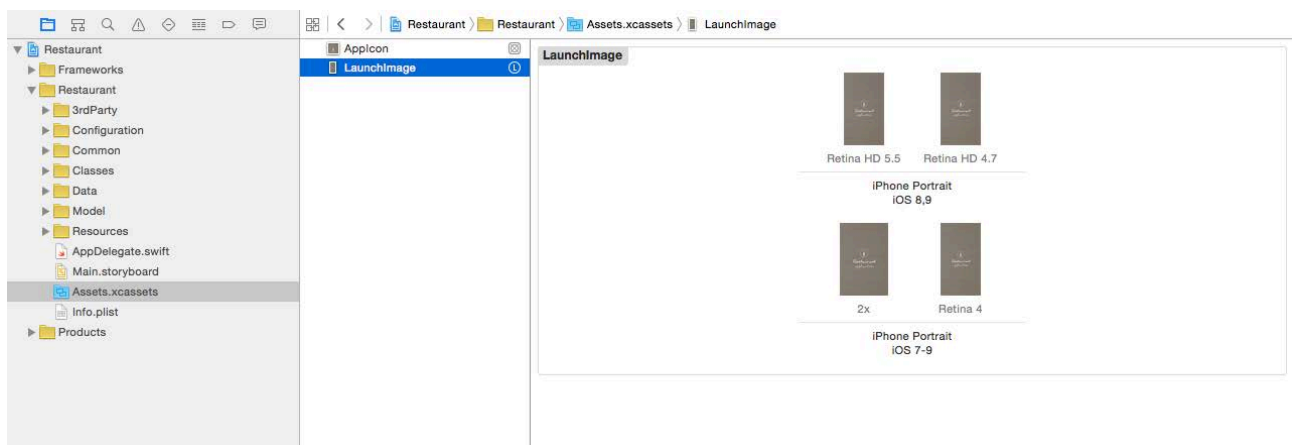 Restaurant 〉 Restaurant 〉 Assets.xcassets 〉 LaunchImage
Restaurant
Frameworks
Restaurant
3rdParty
Configuration
Common
Classes
Data
Model
Resources
AppDelegate.swift
Main.storyboard
Assets.xcassets
Info.plist
Products
AppIcon
LaunchImage L
LaunchImage
Retina HD 5.5 Retina HD 4.7
iPhone Portrait
iOS 8,9
2x Retina 4
iPhone Portrait
iOS 7-9